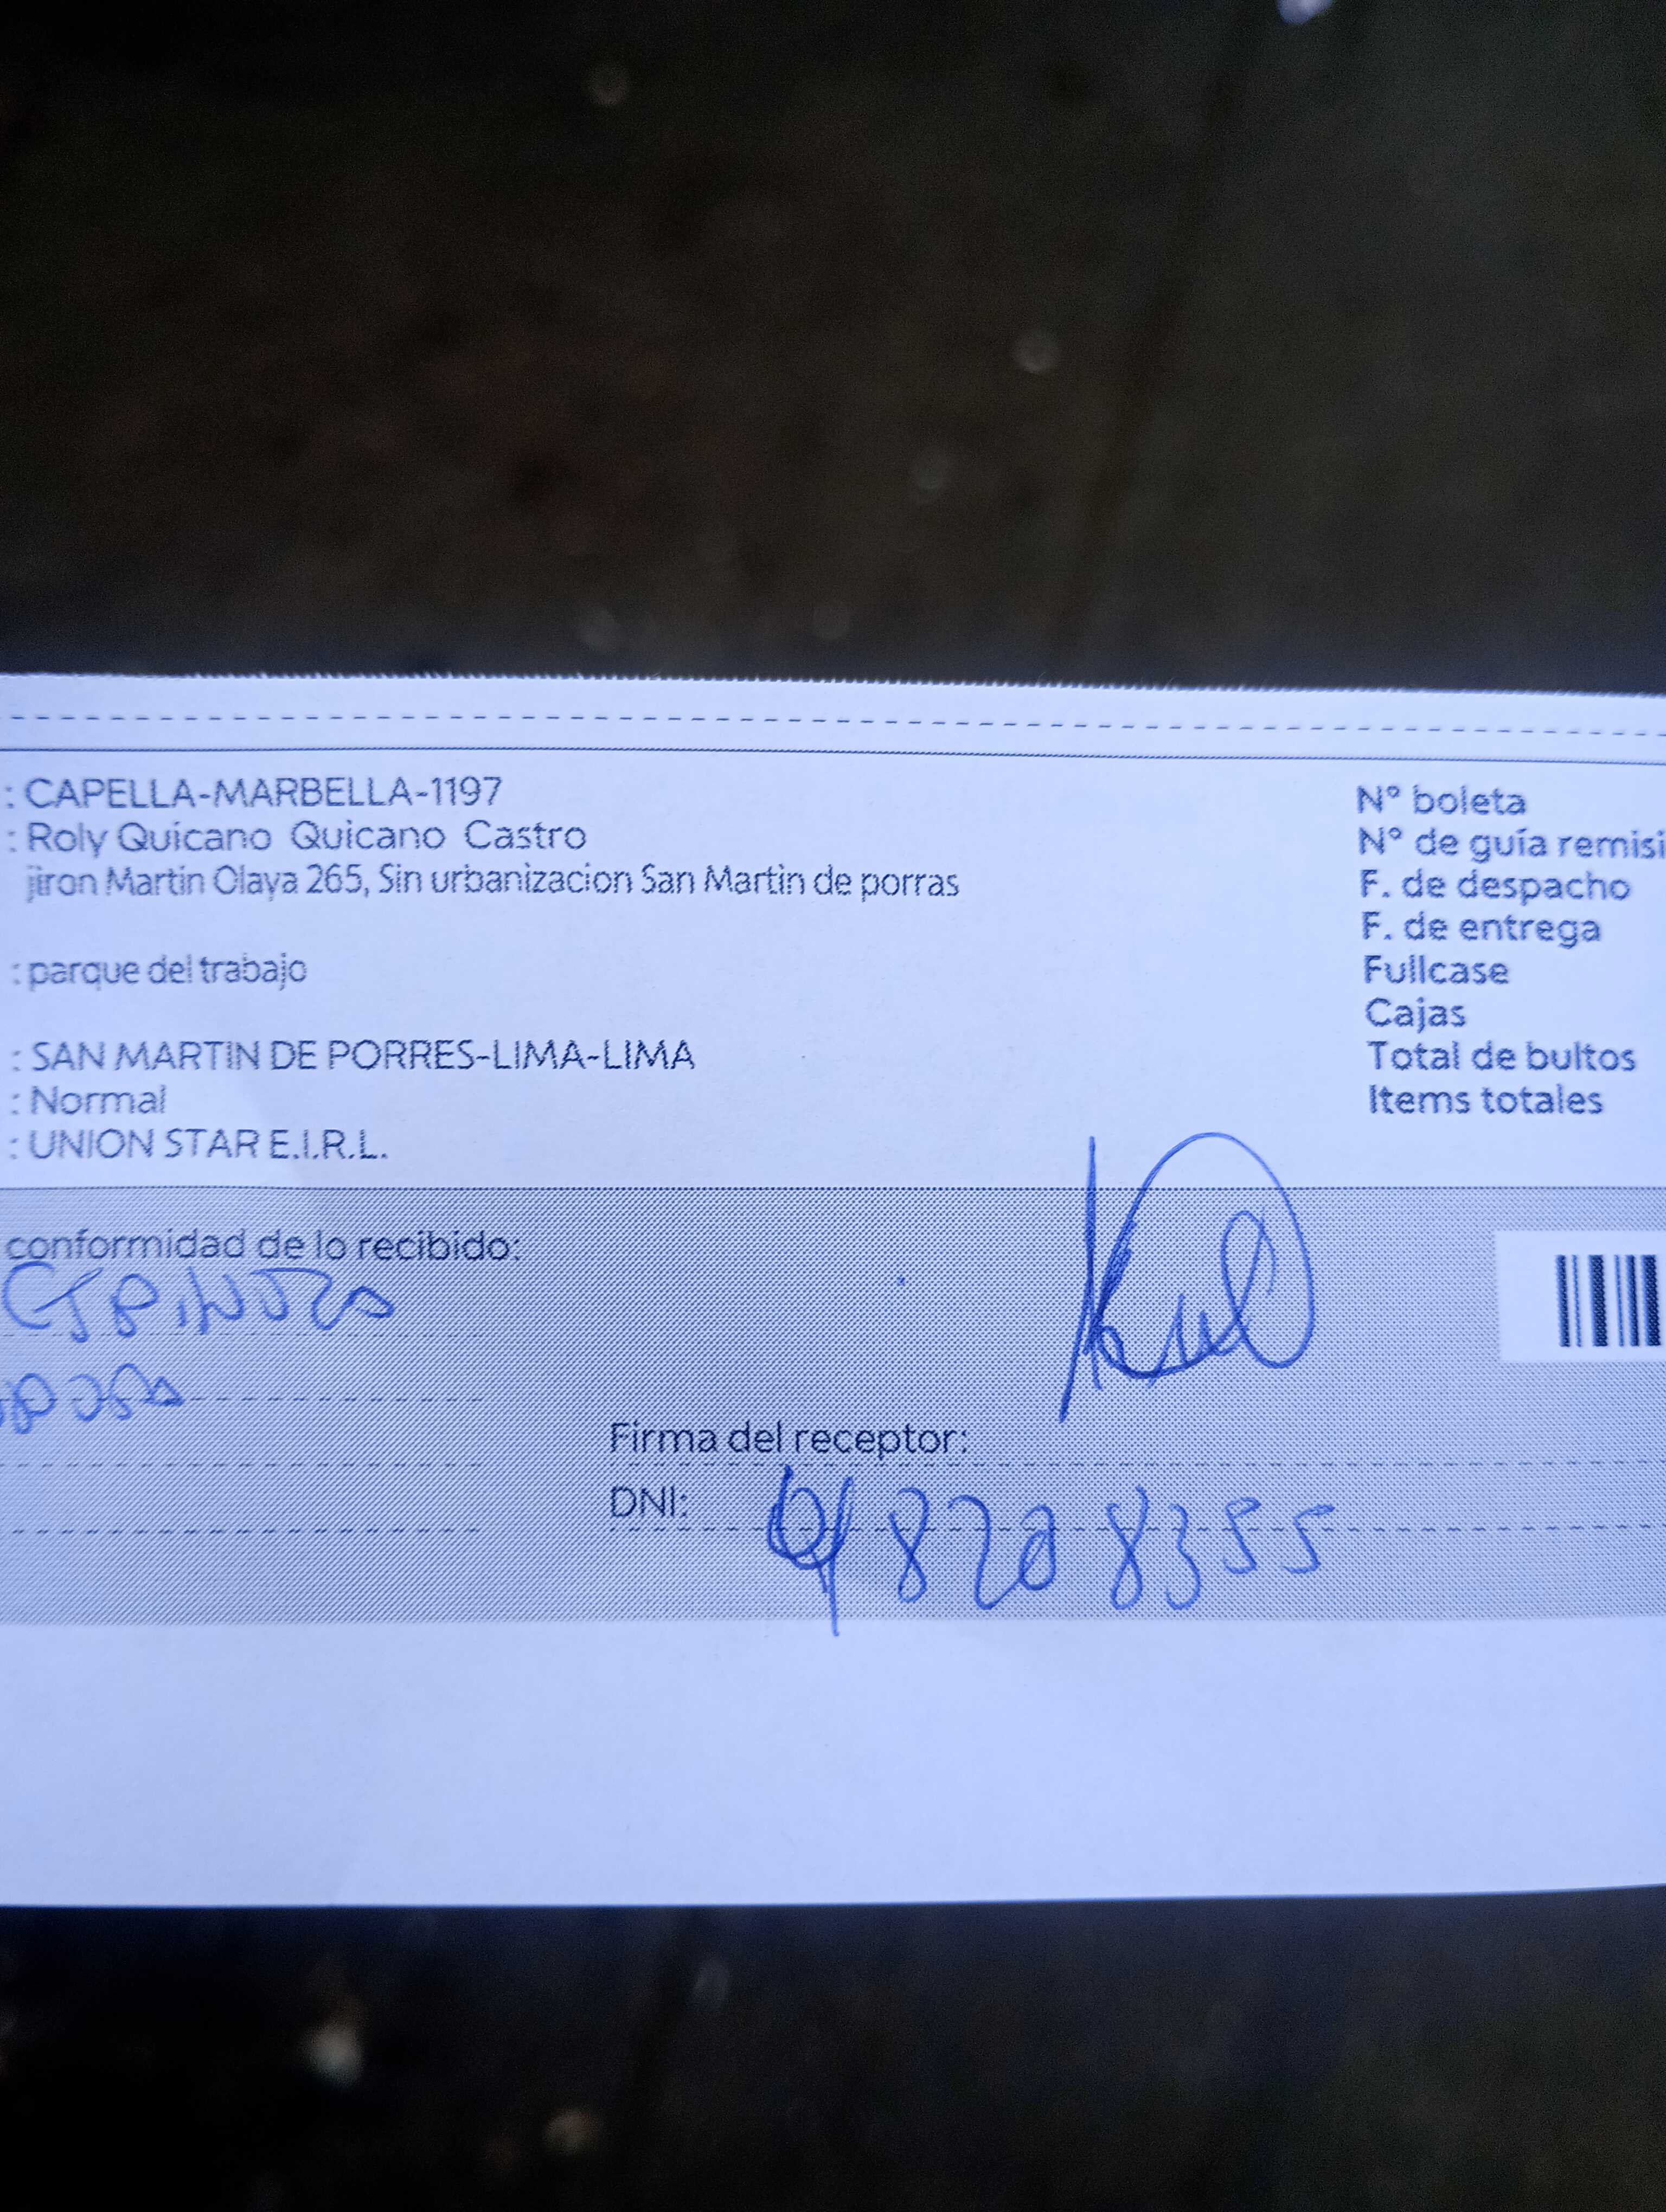 : CAPELLA-MARBELLA-1197
: Roly Quicano Quicano Castro
jiron Martin Olaya 265, Sin urbanizacion San Martin de porras
: parque del trabajo
: SAN MARTIN DE PORRES-LIMA-LIMA
: Normal
: UNION STAR E.I.R.L.
N° boleta
N° de guía remisi
F. de despacho
F. de entrega
Fullcase
Cajas
Total de bultos
Items totales
conformidad de lo recibido:
Firma del receptor:
DNI: 48208355